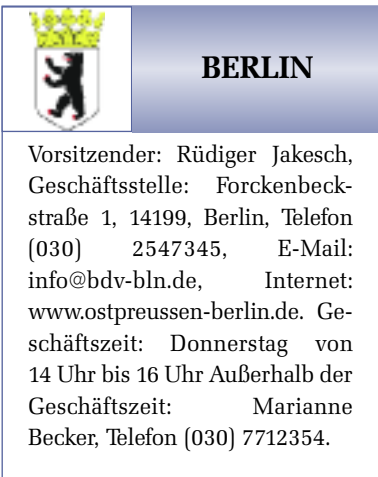 BERLIN
Vorsitzender: Rüdiger Jakesch,
Geschäftsstelle: Forckenbeck-
straße 1, 14199, Berlin, Telefon
(030) 2547345, E-Mail:
info@bdv-bln.de, Internet:
www.ostpreussen-berlin.de. Ge-
schäftszeit: Donnerstag von
14 Uhr bis 16 Uhr Außerhalb der
Geschäftszeit: Marianne
Becker, Telefon (030) 7712354.